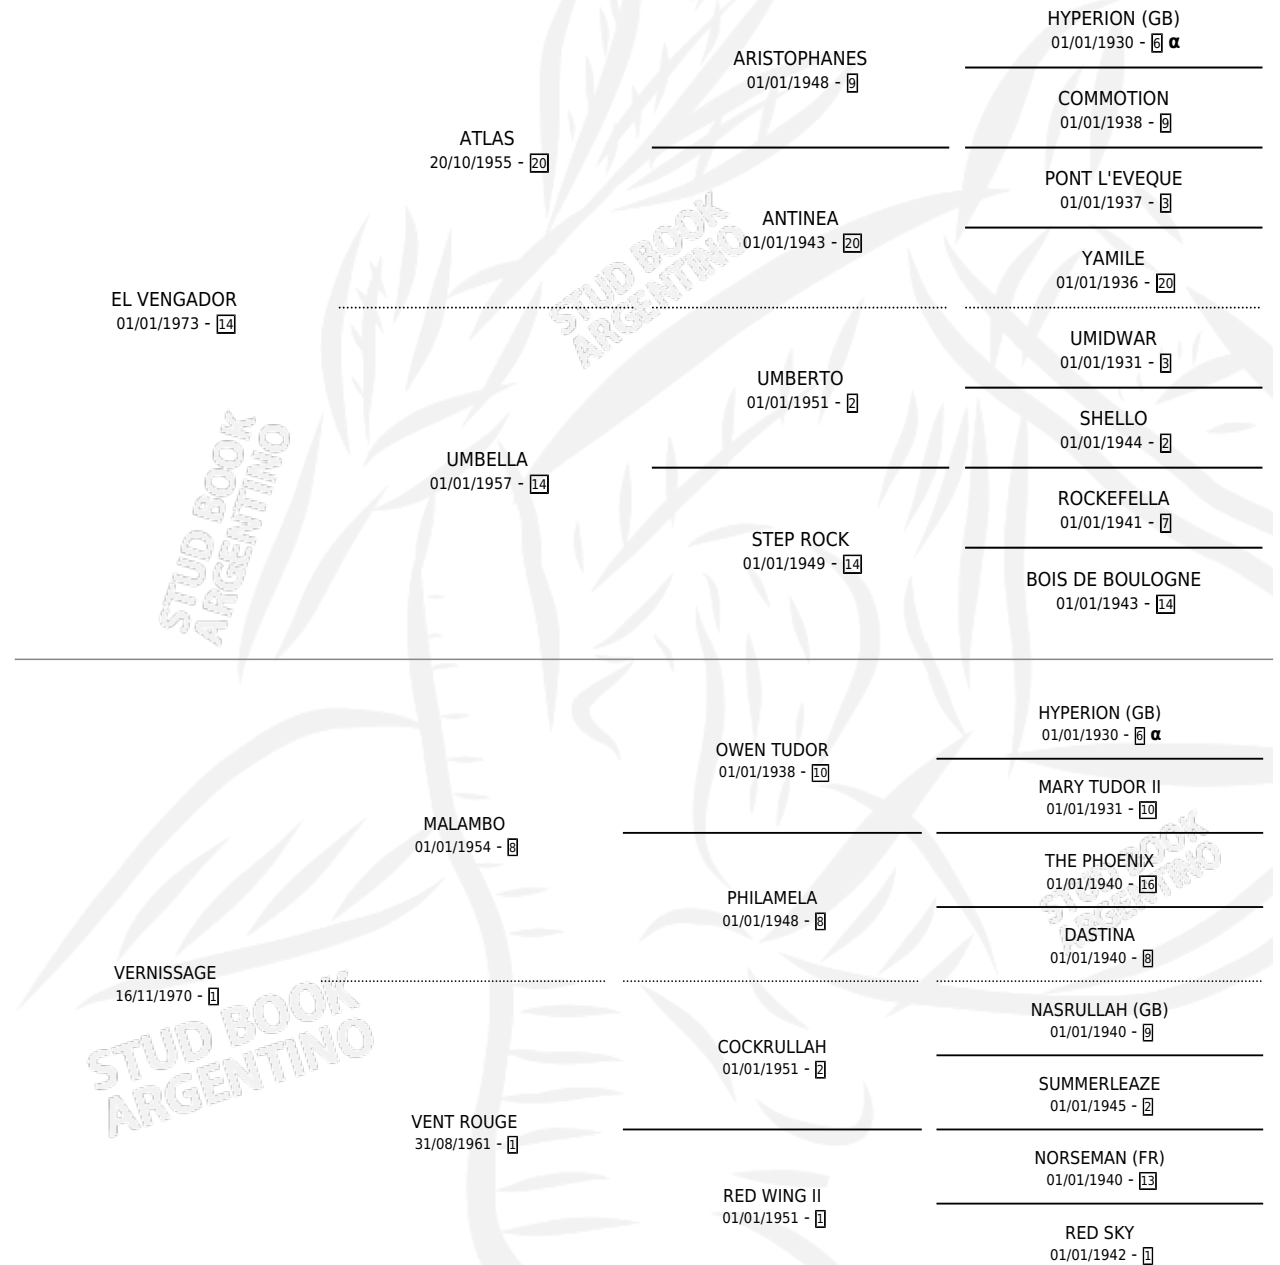 HYPERION (GB)
01/01/1930 - 6 α
ARISTOPHANES
01/01/1948 - 9
COMMOTION
01/01/1938 - 9
ATLAS
20/10/1955 - 20
PONT L'EVEQUE
01/01/1937 - 3
ANTINEA
01/01/1943 - 20
YAMILE
01/01/1936 - 20
EL VENGADOR
01/01/1973 - 14
UMIDWAR
01/01/1931 - 3
UMBERTO
01/01/1951 - 2
SHELLO
01/01/1944 - 2
UMBELLA
01/01/1957 - 14
ROCKEFELLA
01/01/1941 - 7
STEP ROCK
01/01/1949 - 14
BOIS DE BOULOGNE
01/01/1943 - 14
HYPERION (GB)
01/01/1930 - 6 α
OWEN TUDOR
01/01/1938 - 10
MARY TUDOR II
01/01/1931 - 10
MALAMBO
01/01/1954 - 8
THE PHOENIX
01/01/1940 - 16
PHILAMELA
01/01/1948 - 8
DASTINA
01/01/1940 - 8
VERNISSAGE
16/11/1970 - 1
NASRULLAH (GB)
01/01/1940 - 9
COCKRULLAH
01/01/1951 - 2
SUMMERLEAZE
01/01/1945 - 2
VENT ROUGE
31/08/1961 - 1
NORSEMAN (FR)
01/01/1940 - 13
RED WING II
01/01/1951 - 1
RED SKY
01/01/1942 - 1
STUD BOOK
ARGENTINO
STUD BOOK
ARGENTINO
STUD BOOK
ARGENTINO
STUD BOOK
ARGENTINO